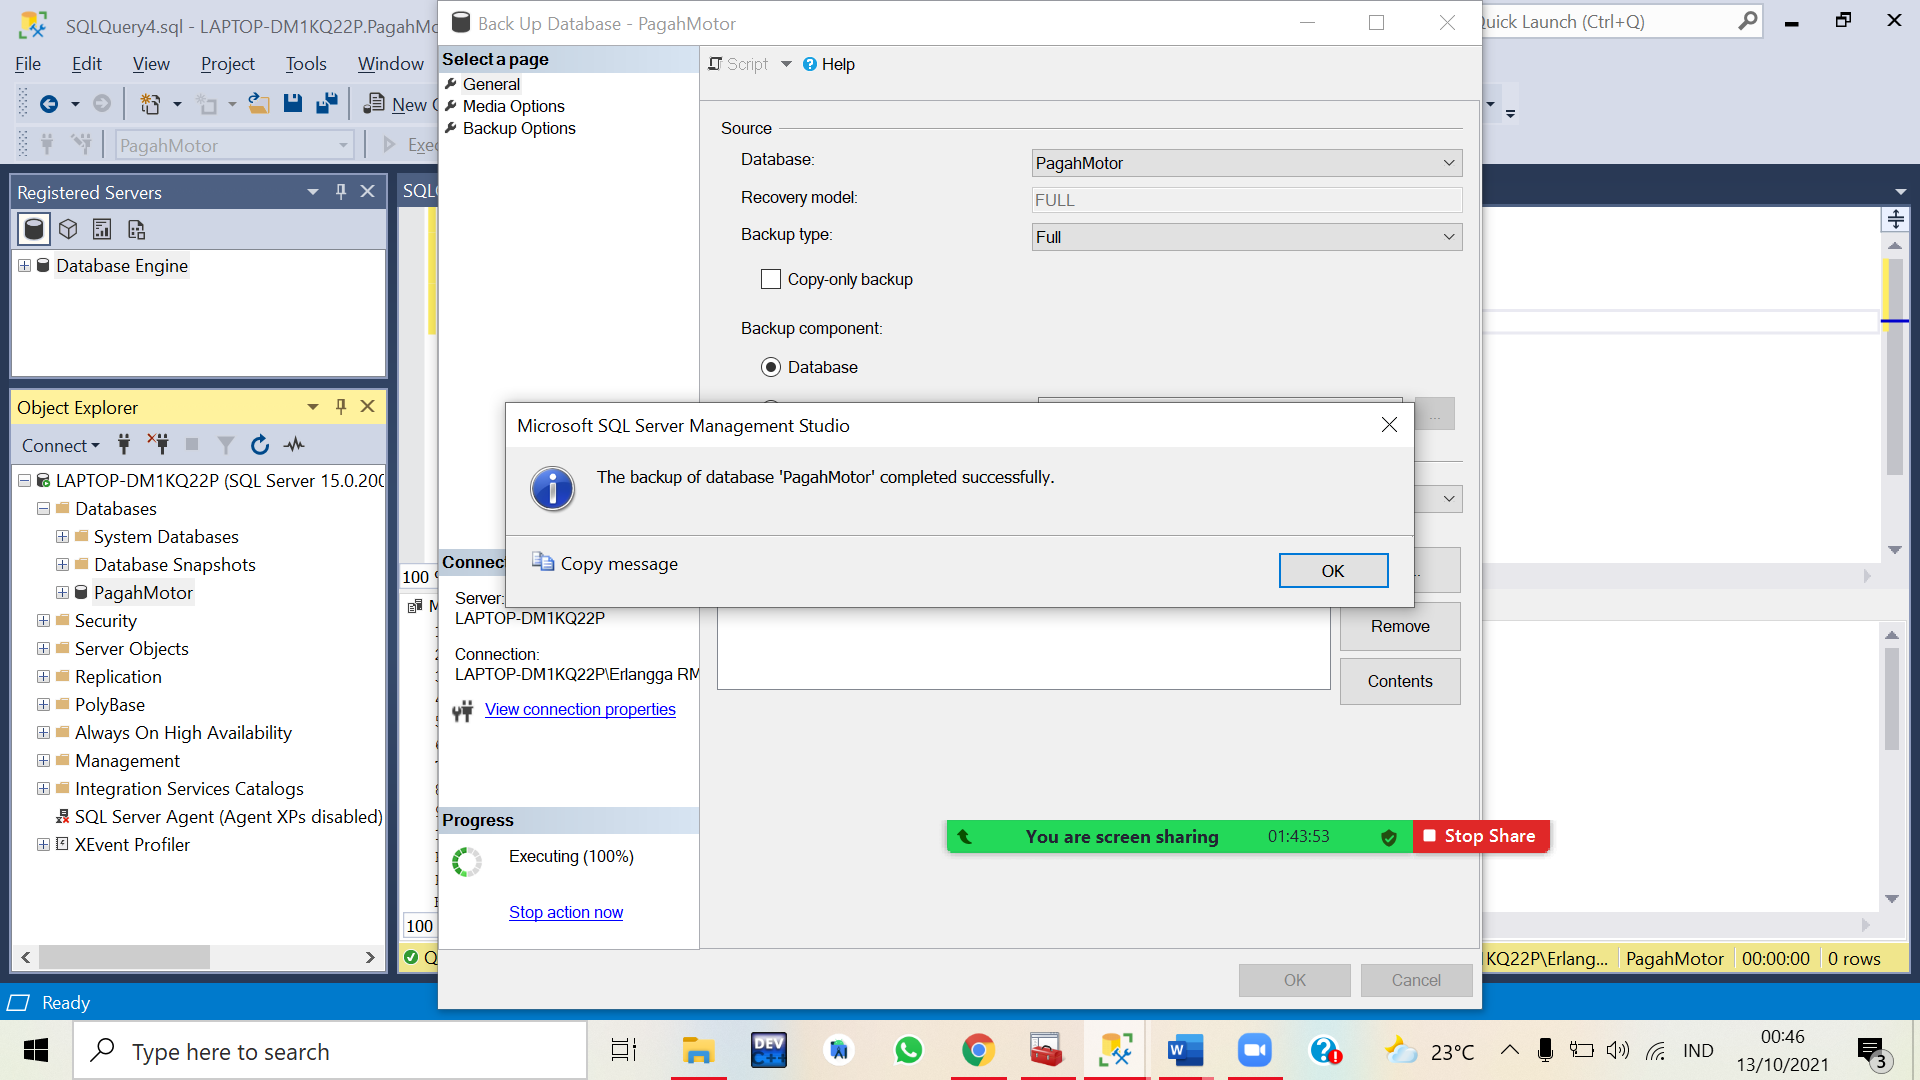 SQLQuery4.sql - LAPTOP-DM1KQ22P.PagahMo
Quick Launch (Ctrl+Q)
File Edit View Project Tools Window
New
PagahMotor
Registered Servers
Database Engine
Object Explorer
Connect
LAPTOP-DM1KQ22P (SQL Server 15.0.200
Databases
System Databases
Database Snapshots
PagahMotor
Security
Server Objects
Replication
PolyBase
Always On High Availability
Management
Integration Services Catalogs
SQL Server Agent (Agent XPs disabled)
XEvent Profiler
100
100
Back Up Database - PagahMotor
Select a page
General
Media Options
Backup Options
Script Help
Source
Database: PagahMotor
Recovery model: FULL
Backup type: Full
Copy-only backup
Backup component:
Database
...
Remove
Contents
Server:
LAPTOP-DM1KQ22P
Connection:
LAPTOP-DM1KQ22P\Erlangga RM
View connection properties
Progress
Executing (100%)
Stop action now
OK Cancel
Microsoft SQL Server Management Studio
The backup of database 'PagahMotor' completed successfully.
Copy message
OK
You are screen sharing 01:43:53 Stop Share
KQ22P\Erlang... PagahMotor 00:00:00 0 rows
Ready
Type here to search
DEV
C++
23°C
IND
00:46
13/10/2021
3